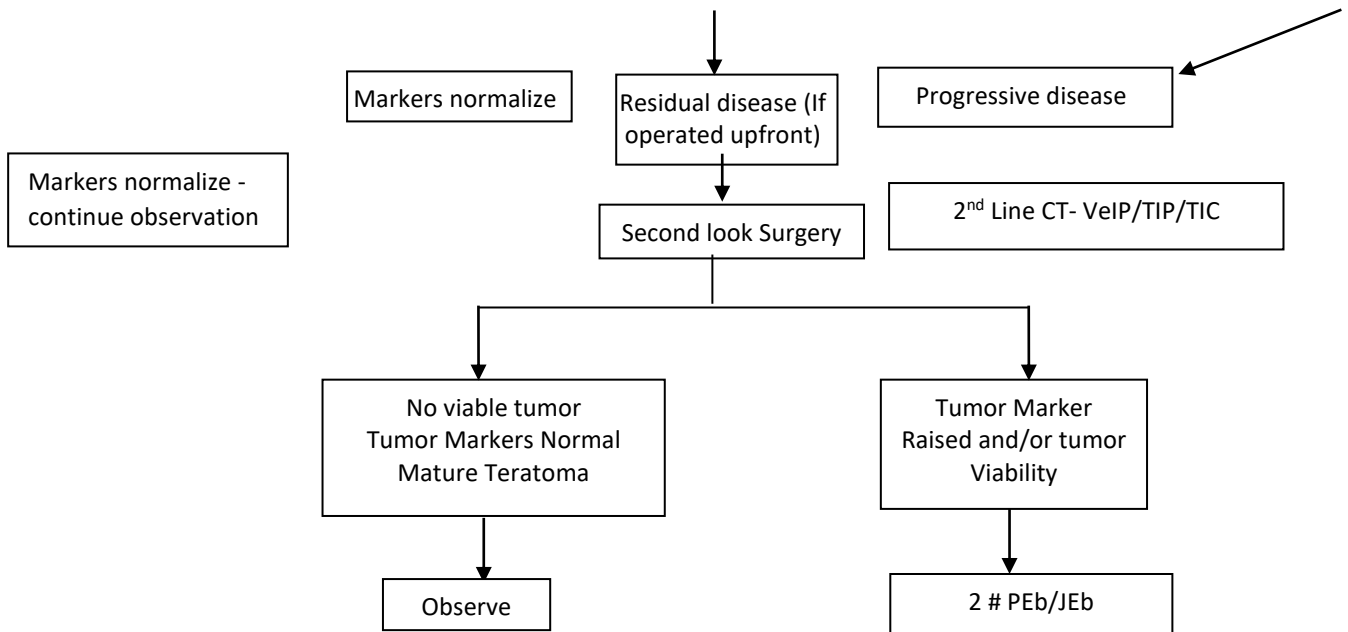 Markers normalize
Residual disease (If
operated upfront)
Progressive disease
Markers normalize -
continue observation
2nd Line CT- VeIP/TIP/TIC
Second look Surgery
No viable tumor
Tumor Markers Normal
Mature Teratoma
Tumor Marker
Raised and/or tumor
Viability
Observe
2 # PEb/JEb